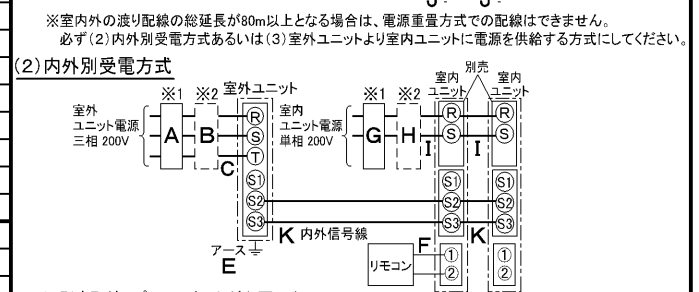 ※室内外の渡り配線の総延長が80m以上となる場合は、電源重畳方式での配線はできません。
必ず(2)内外別受電方式あるいは(3)室外ユニットより室内ユニットに電源を供給する方式にしてください。
(2)内外別受電方式
別売
※1 ※2 室外ユニット
※1 ※2 室内ユニット 室内ユニット
室外
ユニット電源
三相 200V
A B C
R
S
T
S1
S2
S3
室内
ユニット電源
単相 200V
G H I I
R R
S S
S1 S1
S2 S2
S3 S3
K 内外信号線
K
アース
E
リモコン
F
① ①
② ②